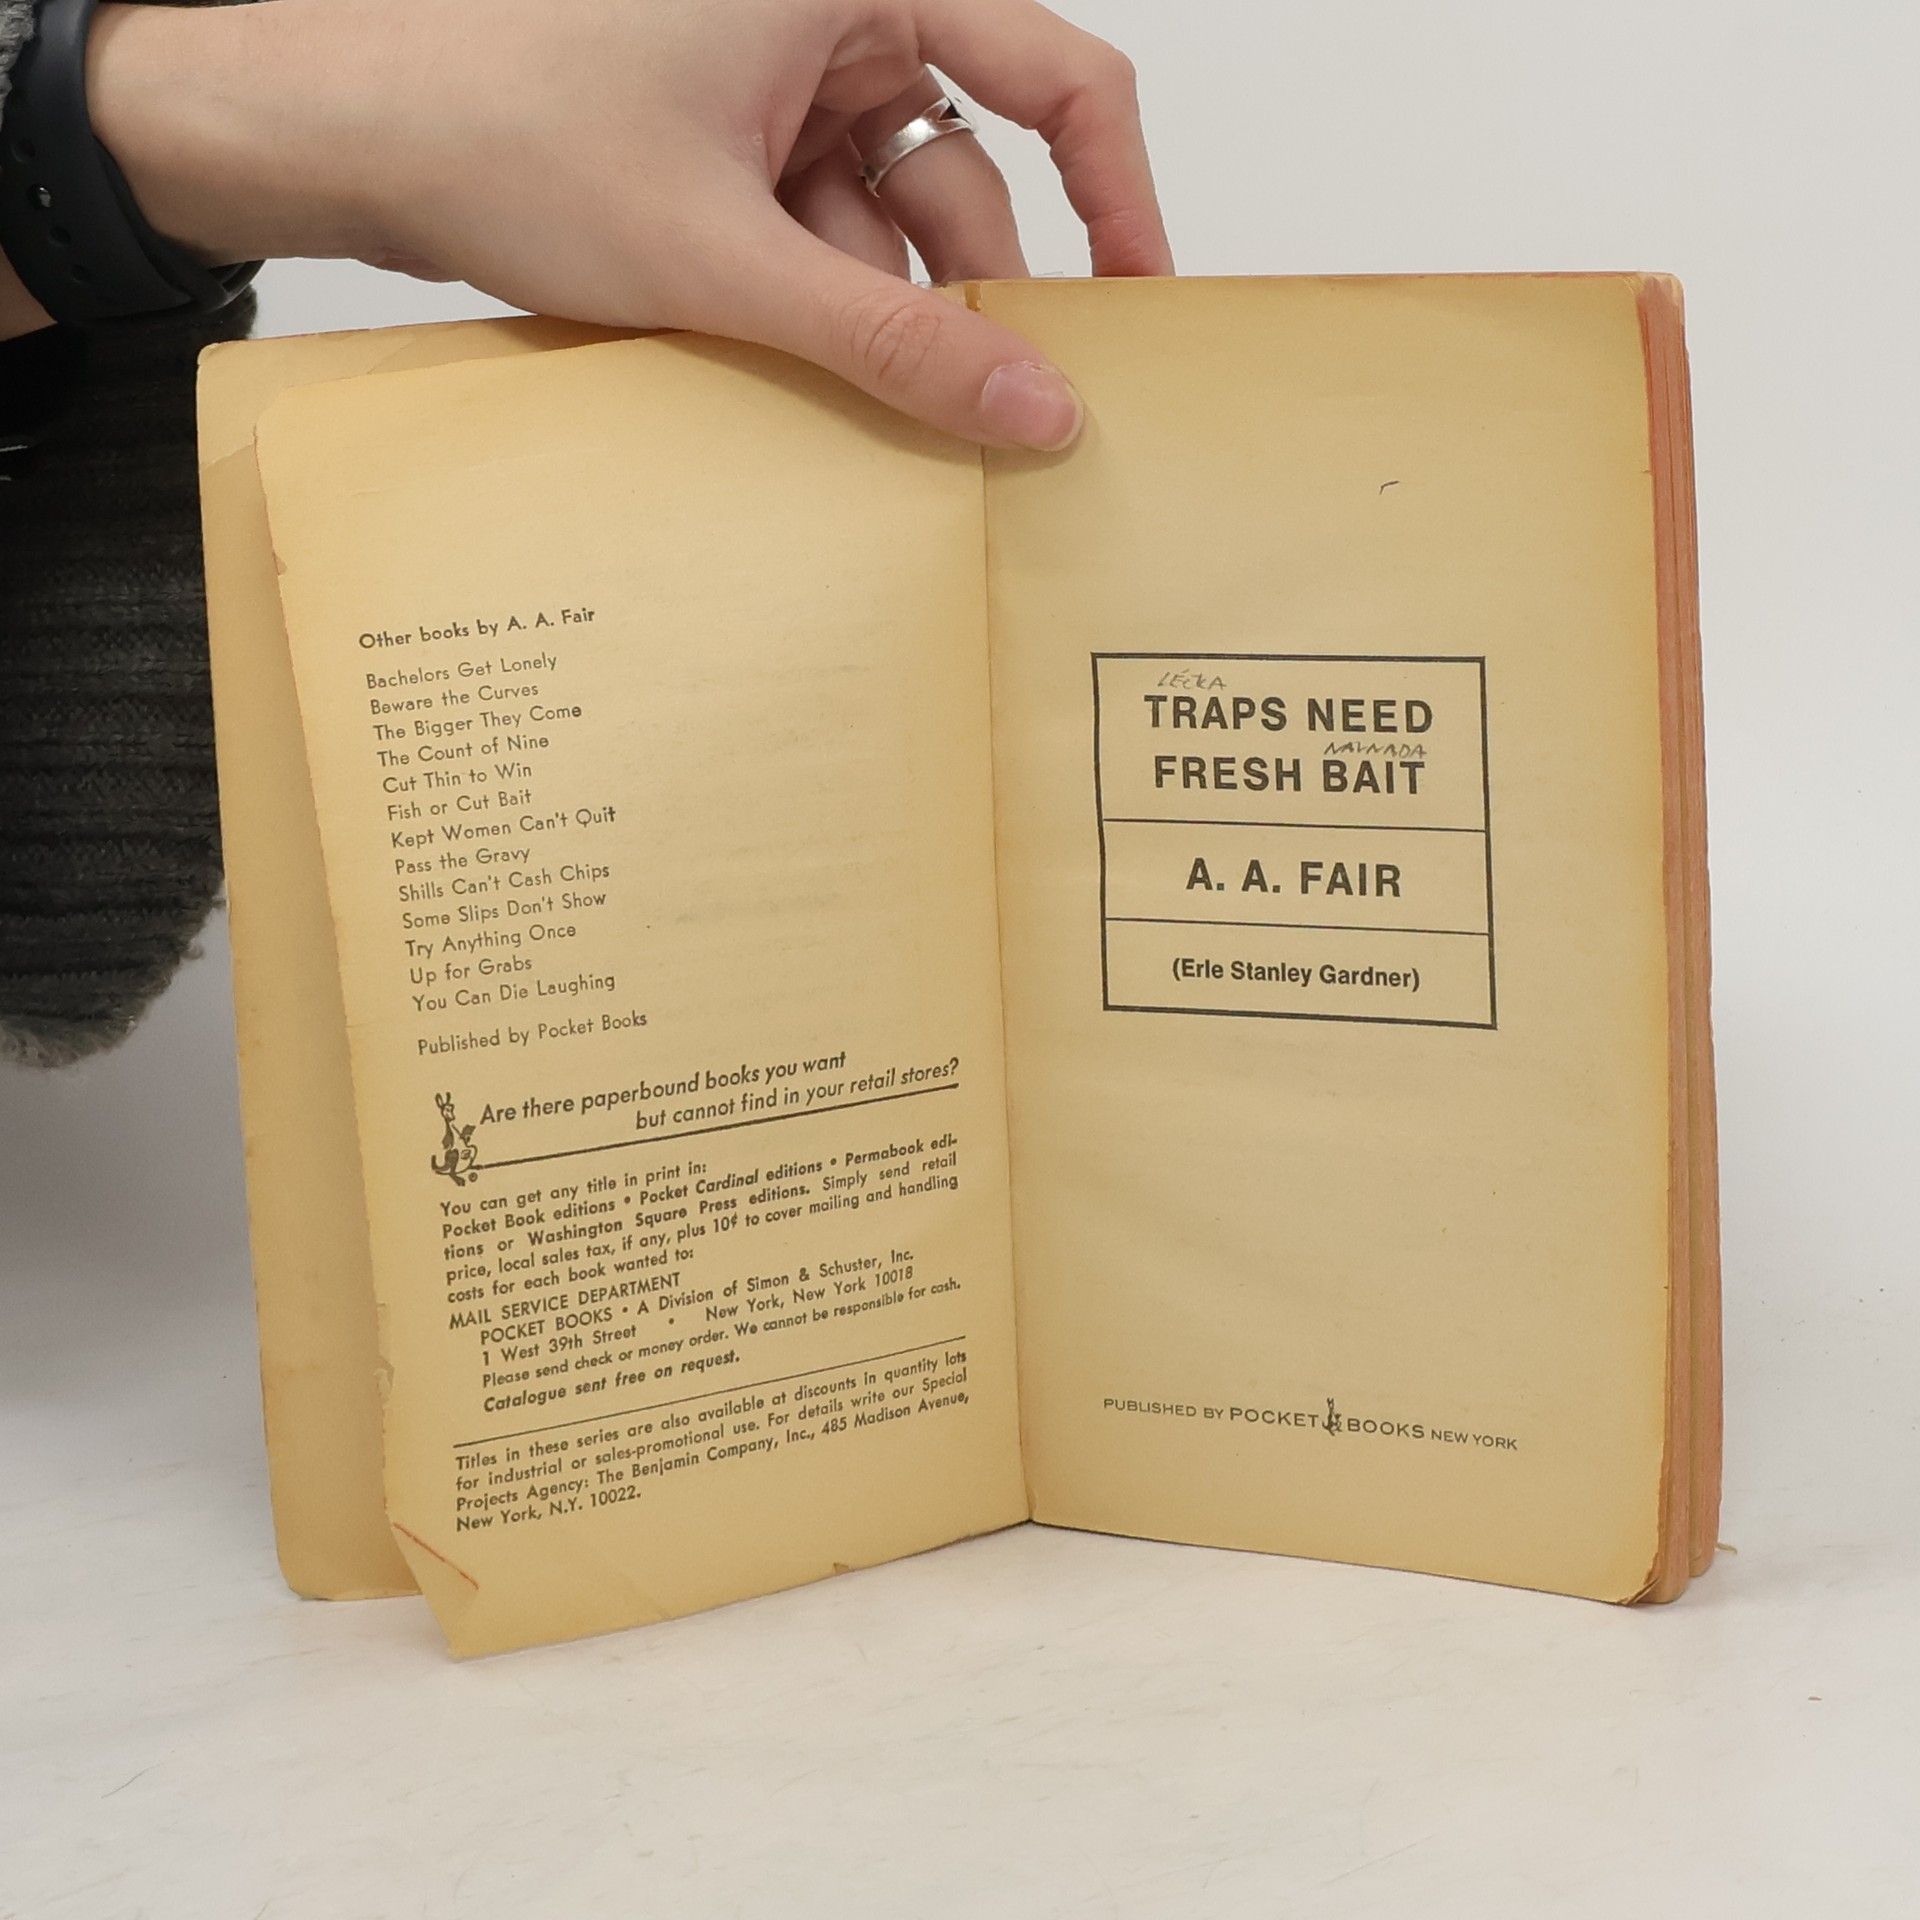 Other books by A. A. Fair
Bachelors Get Lonely
Beware the Curves
The Bigger They Come
The Count of Nine
Cut Thin to Win
Fish or Cut Bait
Kept Women Can't Quit
Pass the Gravy
Shills Can't Cash Chips
Some Slips Don't Show
Try Anything Once
Up for Grabs
You Can Die Laughing
Published by Pocket Books
Are there paperbound books you want
but cannot find in your retail stores?
You can get any title in print in:
Pocket Book editions • Pocket Cardinal editions • Permabook edi-
tions or Washington Square Press editions. Simply send retail
price, local sales tax, if any, plus 10¢ to cover mailing and handling
costs for each book wanted to:
MAIL SERVICE DEPARTMENT
POCKET BOOKS • A Division of Simon & Schuster, Inc.
1 West 39th Street • New York, New York 10018
Please send check or money order. We cannot be responsible for cash.
Catalogue sent free on request.
Titles in these series are also available at discounts in quantity lots
for industrial or sales-promotional use. For details write our Special
Projects Agency: The Benjamin Company, Inc., 485 Madison Avenue,
New York, N.Y. 10022.
LÉČKA
TRAPS NEED
NÁVNADA
FRESH BAIT
A. A. FAIR
(Erle Stanley Gardner)
PUBLISHED BY POCKET BOOKS NEW YORK